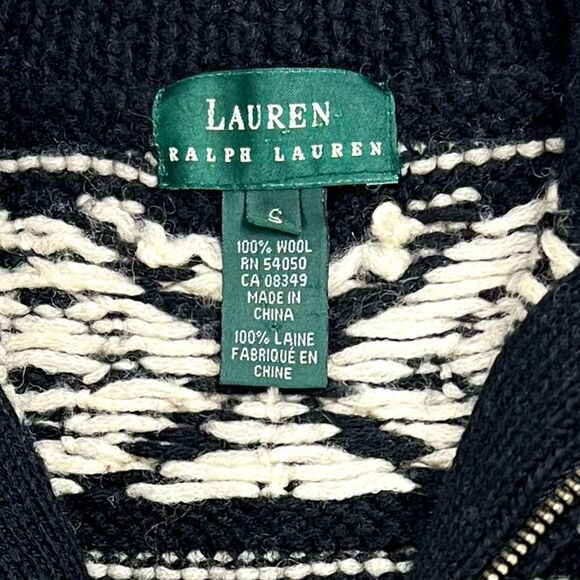 LAUREN
RALPH LAUREN
S
100% WOOL
RN 54050
CA 08349
MADE IN
CHINA
100% LAINE
FABRIQUÉ EN
CHINE